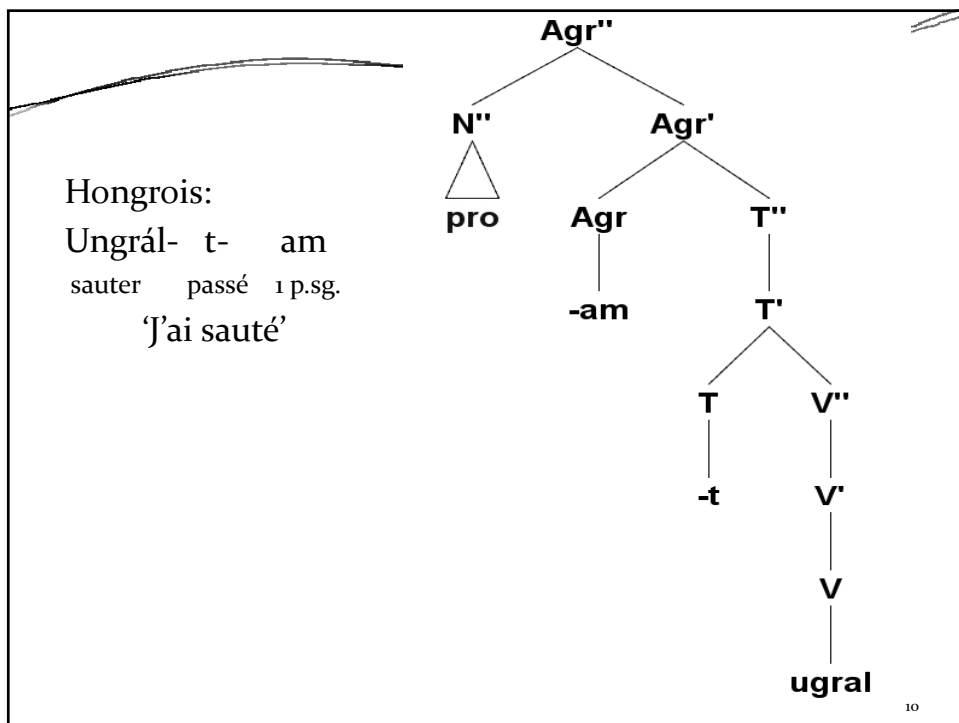 Hongrois:
Ungrál- t- am
sauter passé 1 p.sg.
‘J’ai sauté’
Agr"
N" Agr'
pro Agr T"
-am T'
T V"
-t V'
V
ugral
10